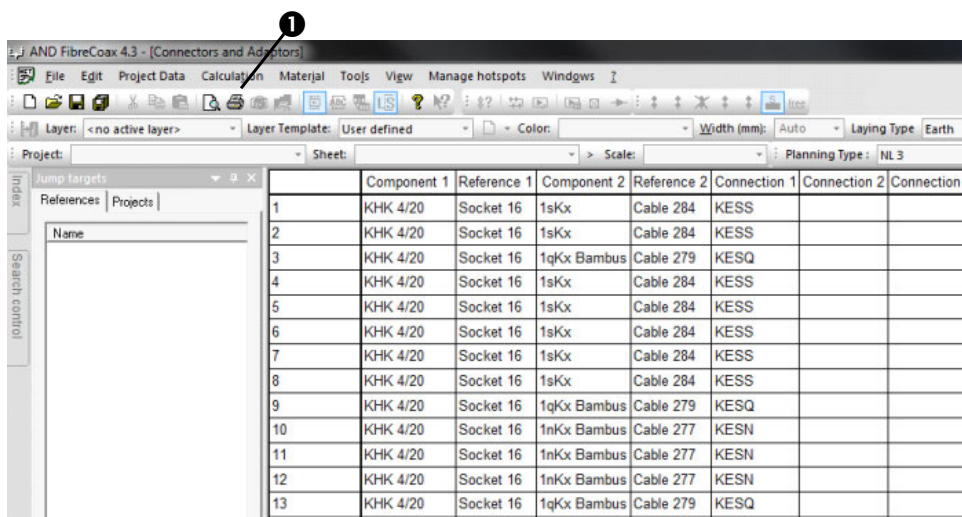 1
AND FibreCoax 4.3 - [Connectors and Adaptors]
File Edit Project Data Calculation Material Tools View Manage hotspots Windows ?
Layer: <no active layer> Layer Template: User defined Color: Width (mm): Auto Laying Type Earth
Project: Sheet: > Scale: Planning Type : NL 3
Index
Search control
Jump targets
References Projects
Name
Component 1 Reference 1 Component 2 Reference 2 Connection 1 Connection 2 Connection
1 KHK 4/20 Socket 16 1sKx Cable 284 KESS
2 KHK 4/20 Socket 16 1sKx Cable 284 KESS
3 KHK 4/20 Socket 16 1qKx Bambus Cable 279 KESQ
4 KHK 4/20 Socket 16 1sKx Cable 284 KESS
5 KHK 4/20 Socket 16 1sKx Cable 284 KESS
6 KHK 4/20 Socket 16 1sKx Cable 284 KESS
7 KHK 4/20 Socket 16 1sKx Cable 284 KESS
8 KHK 4/20 Socket 16 1sKx Cable 284 KESS
9 KHK 4/20 Socket 16 1qKx Bambus Cable 279 KESQ
10 KHK 4/20 Socket 16 1nKx Bambus Cable 277 KESN
11 KHK 4/20 Socket 16 1nKx Bambus Cable 277 KESN
12 KHK 4/20 Socket 16 1nKx Bambus Cable 277 KESN
13 KHK 4/20 Socket 16 1qKx Bambus Cable 279 KESQ